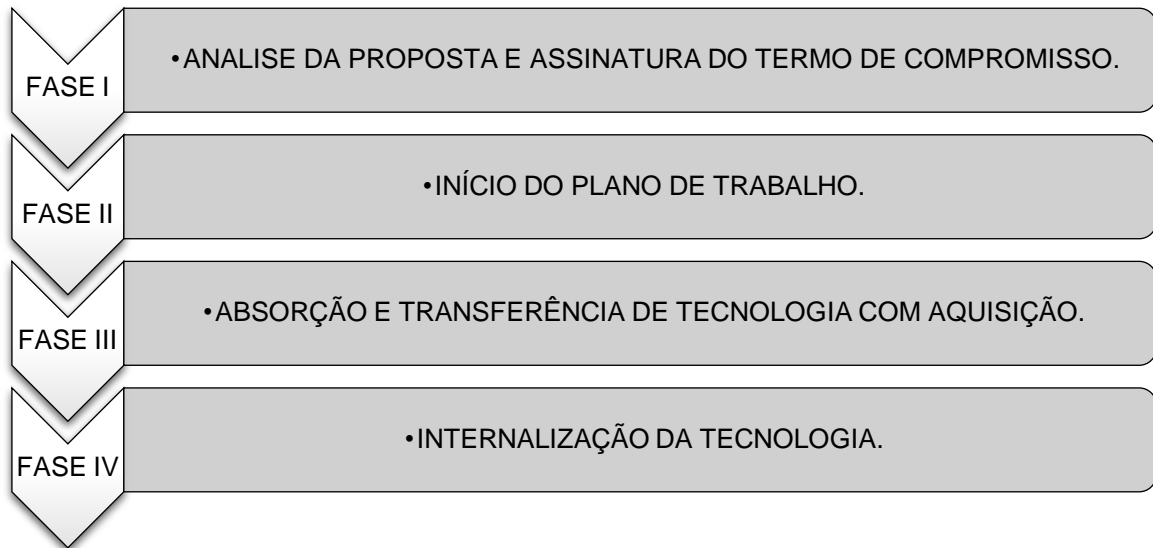 FASE I
•ANALISE DA PROPOSTA E ASSINATURA DO TERMO DE COMPROMISSO.
FASE II
•INÍCIO DO PLANO DE TRABALHO.
FASE III
•ABSORÇÃO E TRANSFERÊNCIA DE TECNOLOGIA COM AQUISIÇÃO.
FASE IV
•INTERNALIZAÇÃO DA TECNOLOGIA.